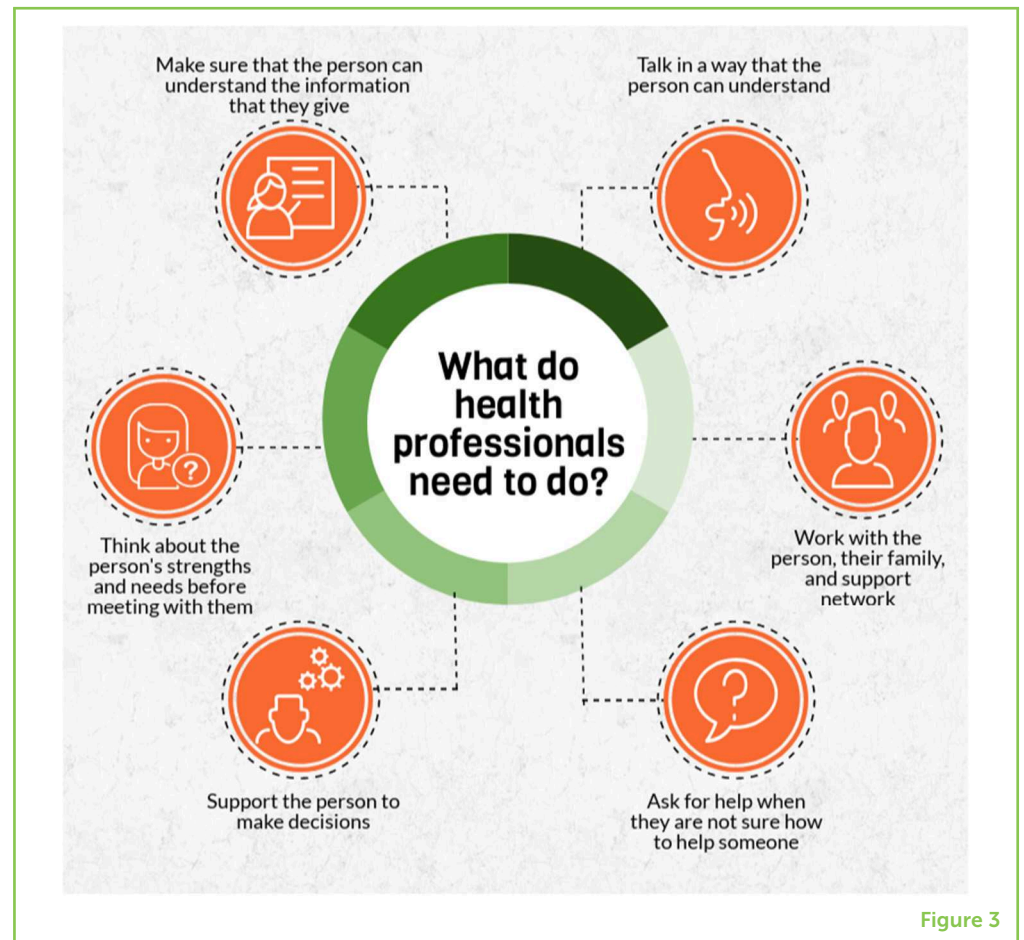 Make sure that the person can
understand the information
that they give
Talk in a way that the
person can understand
What do
health
professionals
need to do?
?
Think about the
person's strengths
and needs before
meeting with them
Work with the
person, their family,
and support
network
Support the person to
make decisions
?
Ask for help when
they are not sure how
to help someone
Figure 3